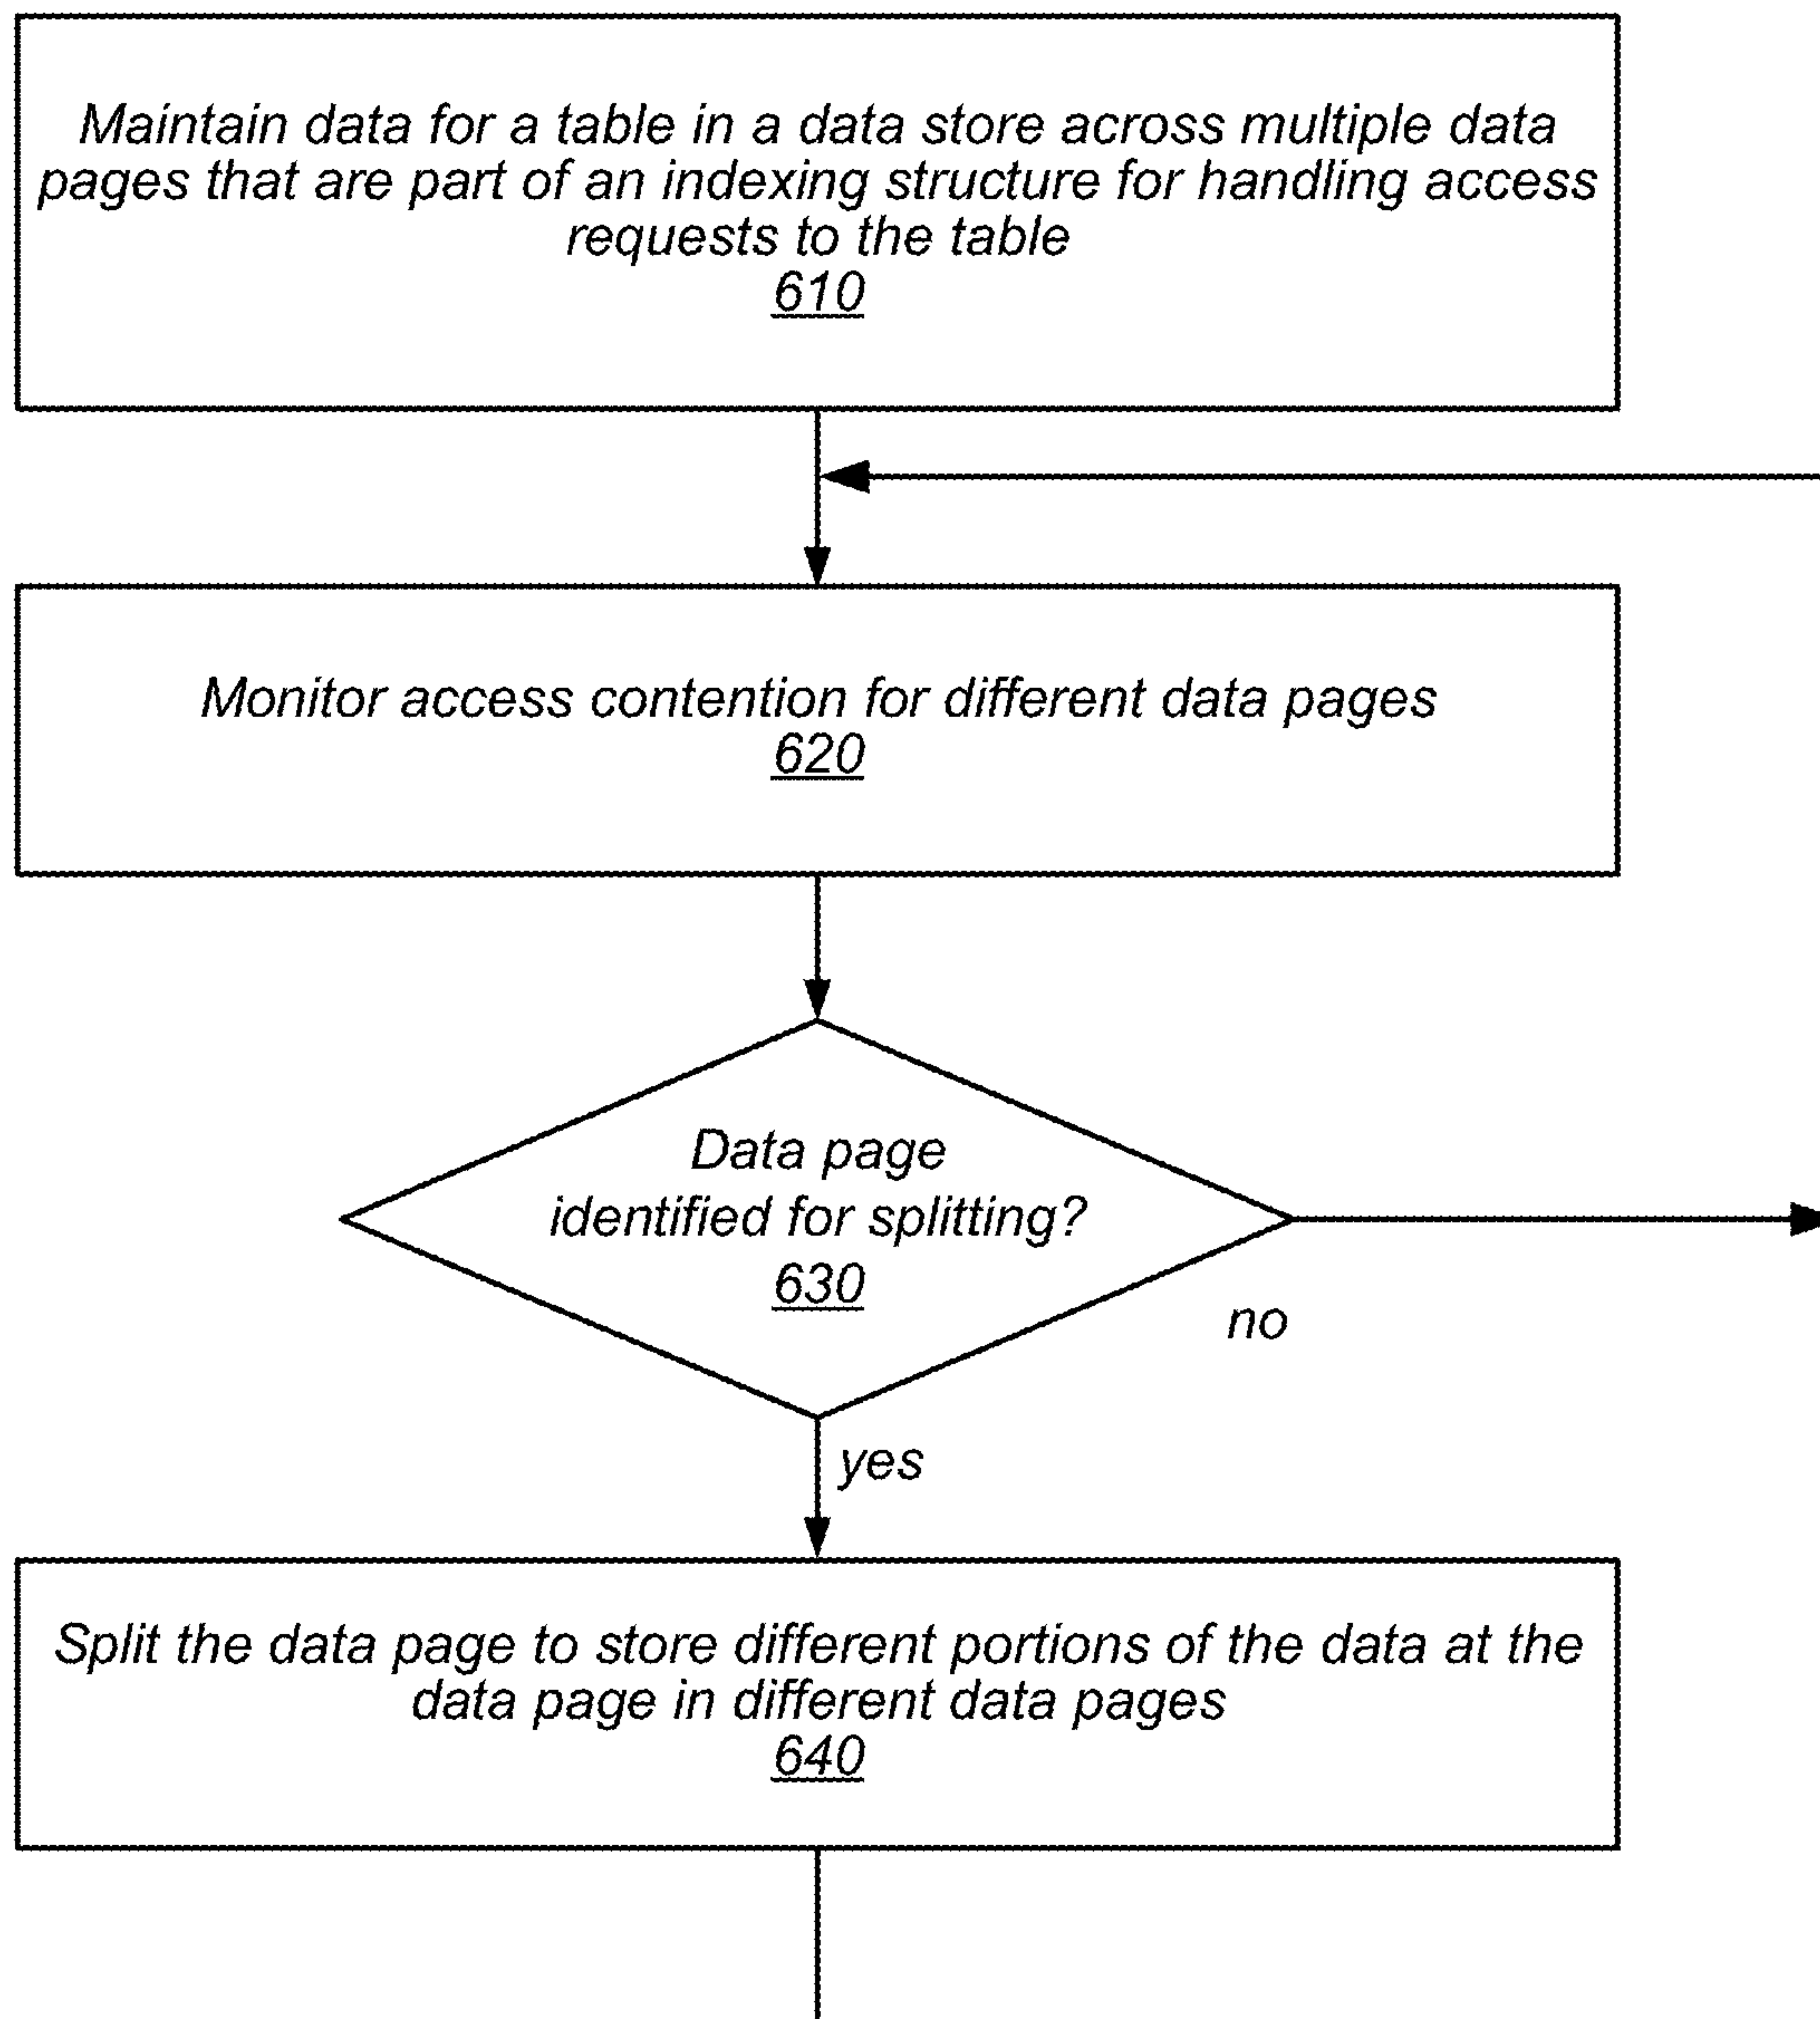 Maintain data for a table in a data store across multiple data
pages that are part of an indexing structure for handling access
requests to the table
610
Monitor access contention for different data pages
620
Data page
identified for splitting?
630
no
yes
Split the data page to store different portions of the data at the
data page in different data pages
640